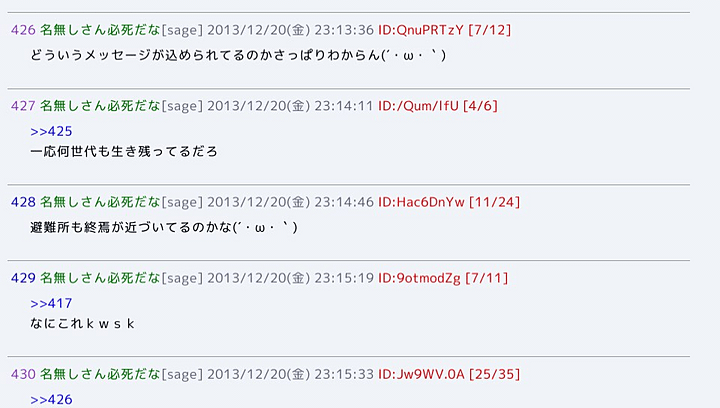 426 名無しさん必死だな[sage] 2013/12/20(金) 23:13:36 ID:QnuPRTzY [7/12]
どういうメッセージが込められてるのかさっぱりわからん(´・ω・｀)
427 名無しさん必死だな[sage] 2013/12/20(金) 23:14:11 ID:/Qum/lfU [4/6]
>>425
一応何世代も生き残ってるだろ
428 名無しさん必死だな[sage] 2013/12/20(金) 23:14:46 ID:Hac6DnYw [11/24]
避難所も終焉が近づいてるのかな(´・ω・｀)
429 名無しさん必死だな[sage] 2013/12/20(金) 23:15:19 ID:9otmodZg [7/11]
>>417
なにこれｋｗｓｋ
430 名無しさん必死だな[sage] 2013/12/20(金) 23:15:33 ID:Jw9WV.0A [25/35]
>>426